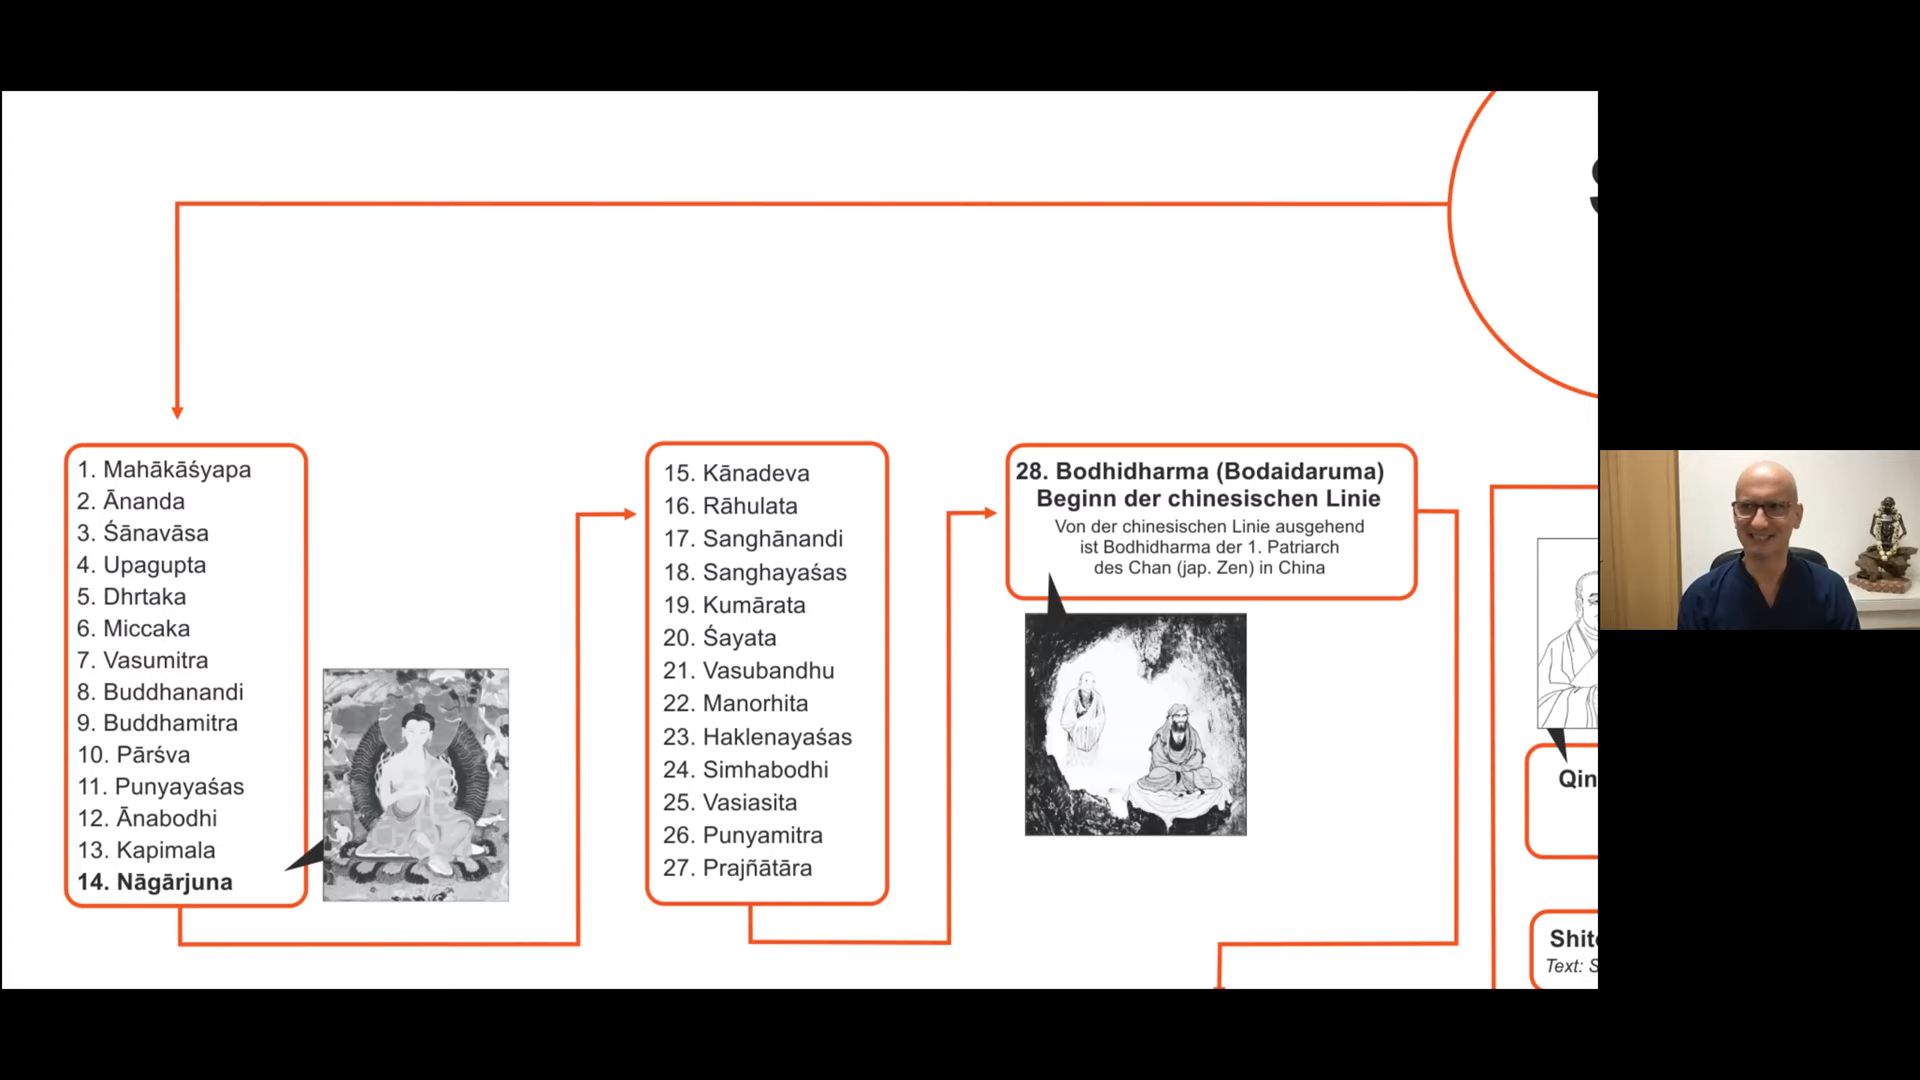 1. Mahākāśyapa
2. Ānanda
3. Śānavāsa
4. Upagupta
5. Dhrtaka
6. Miccaka
7. Vasumitra
8. Buddhanandi
9. Buddhamitra
10. Pārśva
11. Punyayaśas
12. Ānabodhi
13. Kapimala
14. Nāgārjuna
15. Kānadeva
16. Rāhulata
17. Sanghānandi
18. Sanghayaśas
19. Kumārata
20. Śayata
21. Vasubandhu
22. Manorhita
23. Haklenayaśas
24. Simhabodhi
25. Vasiasita
26. Punyamitra
27. Prajñātāra
28. Bodhidharma (Bodaidaruma)
Beginn der chinesischen Linie
Von der chinesischen Linie ausgehend
ist Bodhidharma der 1. Patriarch
des Chan (jap. Zen) in China
Qin
Shit
Text: